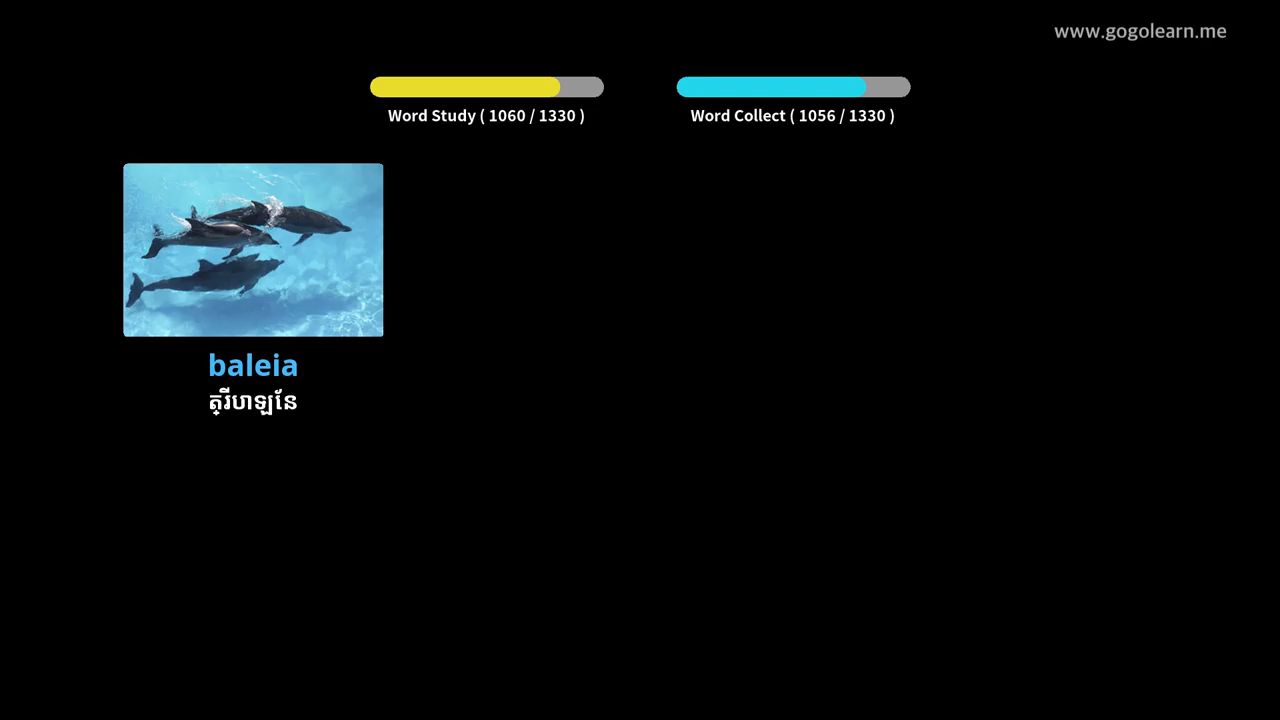 www.gogolearn.me
Word Study ( 1060 / 1330 )
Word Collect ( 1056 / 1330 )
baleia
ត្រីបាឡែន